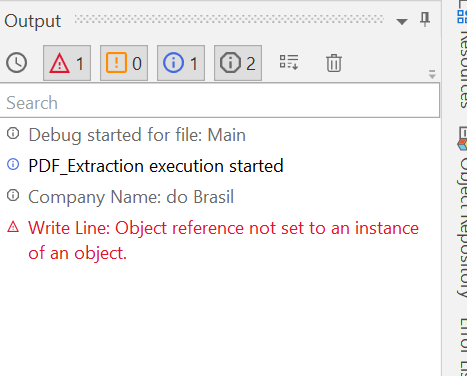 Output
1 0 1 2
Search
Debug started for file: Main
PDF_Extraction execution started
Company Name: do Brasil
Write Line: Object reference not set to an instance
of an object.
Resources
Object Repository
Error Lis